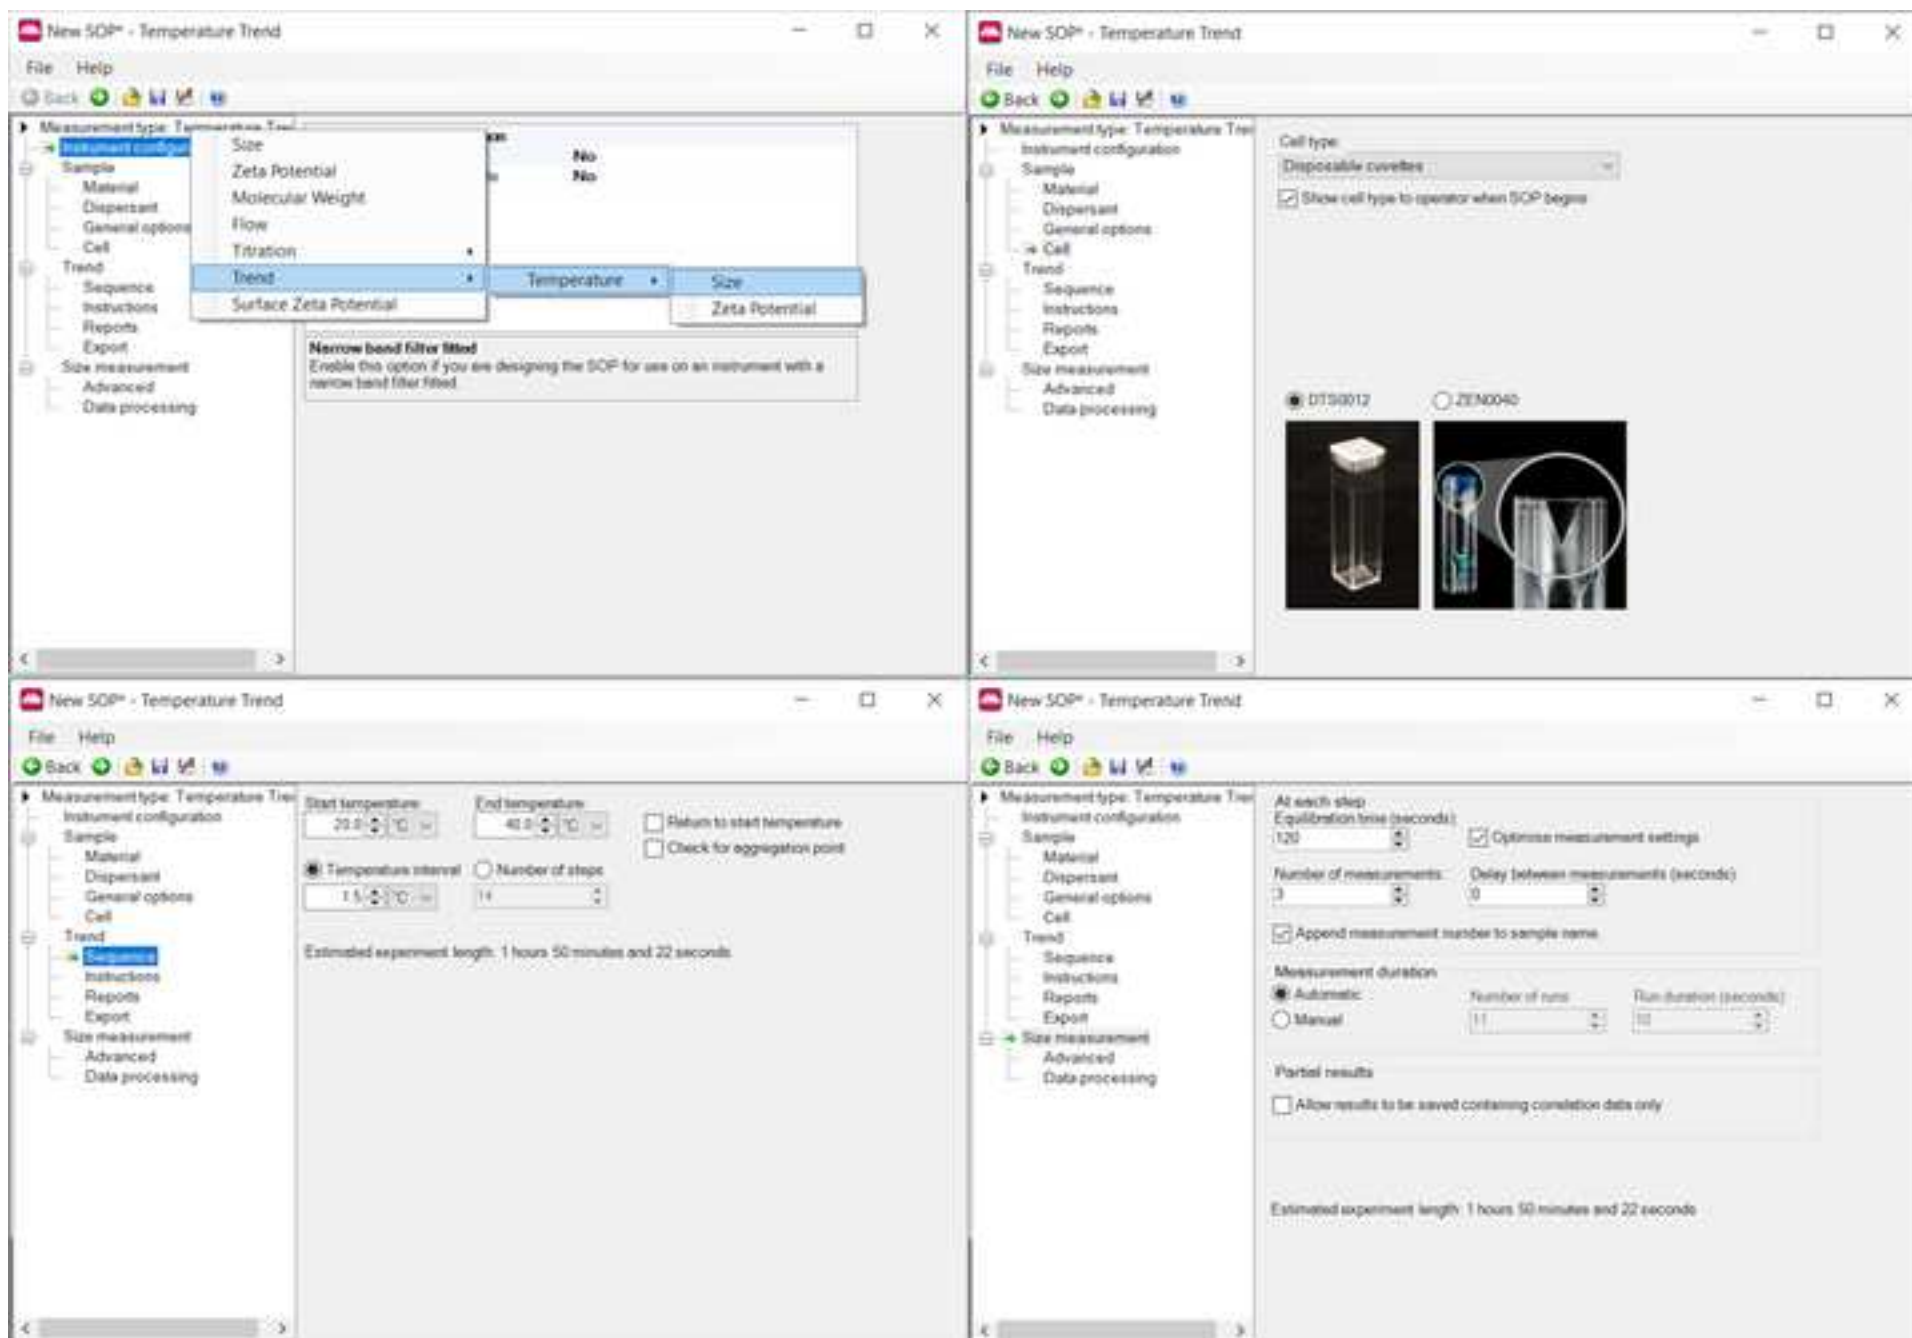 New SOP* - Temperature Trend
File Help
Back
Measurement type: Temperature Tre
Instrument configur
Sample
Material
Dispersant
General options
Cell
Trend
Sequence
Instructions
Reports
Export
Size measurement
Advanced
Data processing
Size
Zeta Potential
Molecular Weight
Flow
Titration
Trend
Surface Zeta Potential
Temperature
Size
Zeta Potential
No
No
Narrow band filter fitted
Enable this option if you are designing the SOP for use on an instrument with a
narrow band filter fitted
New SOP* - Temperature Trend
File Help
Back
Measurement type: Temperature Tre
Instrument configuration
Sample
Material
Dispersant
General options
Cell
Trend
Sequence
Instructions
Reports
Export
Size measurement
Advanced
Data processing
Cell type:
Disposable cuvettes
Show cell type to operator when SOP begins
DTS0012 ZEN0040
New SOP* - Temperature Trend
File Help
Back
Measurement type: Temperature Tre
Instrument configuration
Sample
Material
Dispersant
General options
Cell
Trend
Sequence
Instructions
Reports
Export
Size measurement
Advanced
Data processing
Start temperature: End temperature:
20.0 °C 40.0 °C
Return to start temperature
Check for aggregation point
Temperature interval Number of steps
1.5 °C 14
Estimated experiment length: 1 hours 50 minutes and 22 seconds
New SOP* - Temperature Trend
File Help
Back
Measurement type: Temperature Tre
Instrument configuration
Sample
Material
Dispersant
General options
Cell
Trend
Sequence
Instructions
Reports
Export
Size measurement
Advanced
Data processing
At each step
Equilibration time (seconds):
120 Optimise measurement settings
Number of measurements: Delay between measurements (seconds):
3 0
Append measurement number to sample name.
Measurement duration
Automatic Number of runs: Run duration (seconds):
Manual 11 10
Partial results
Allow results to be saved containing correlation data only
Estimated experiment length: 1 hours 50 minutes and 22 seconds